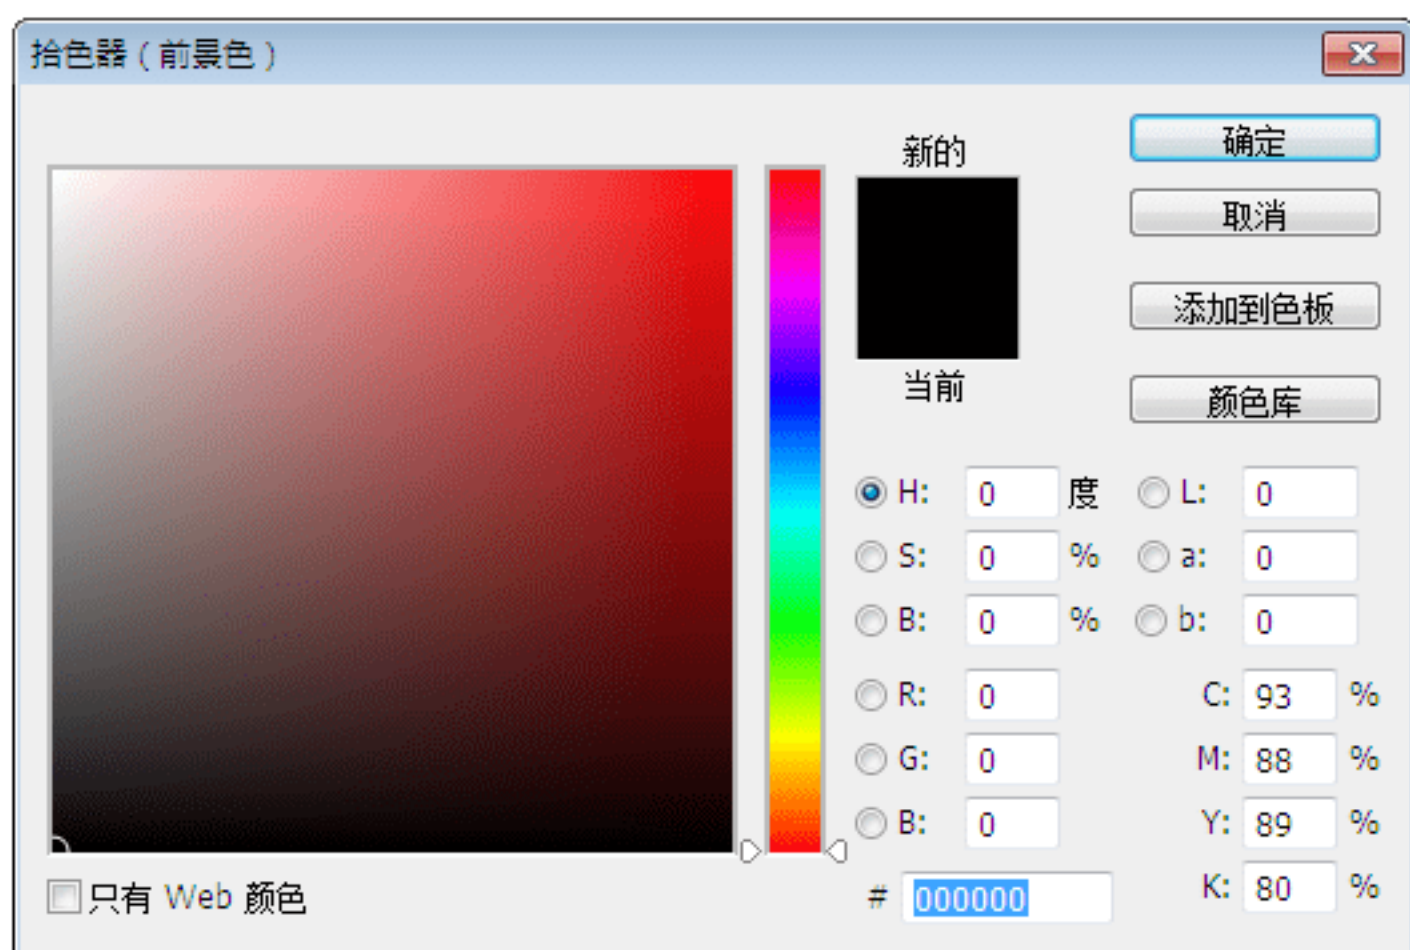 拾色器（前景色）
新的
当前
确定
取消
添加到色板
颜色库
H: 0 度
S: 0 %
B: 0 %
R: 0
G: 0
B: 0
# 000000
L: 0
a: 0
b: 0
C: 93 %
M: 88 %
Y: 89 %
K: 80 %
只有 Web 颜色